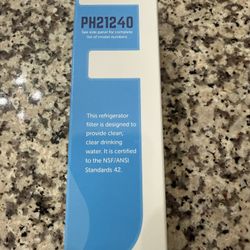 PH21240
See side panel for complete
list of model numbers
This refrigerator
filter is designed to
provide clean,
clear drinking
water. It is certified
to the NSF/ANSI
Standards 42.